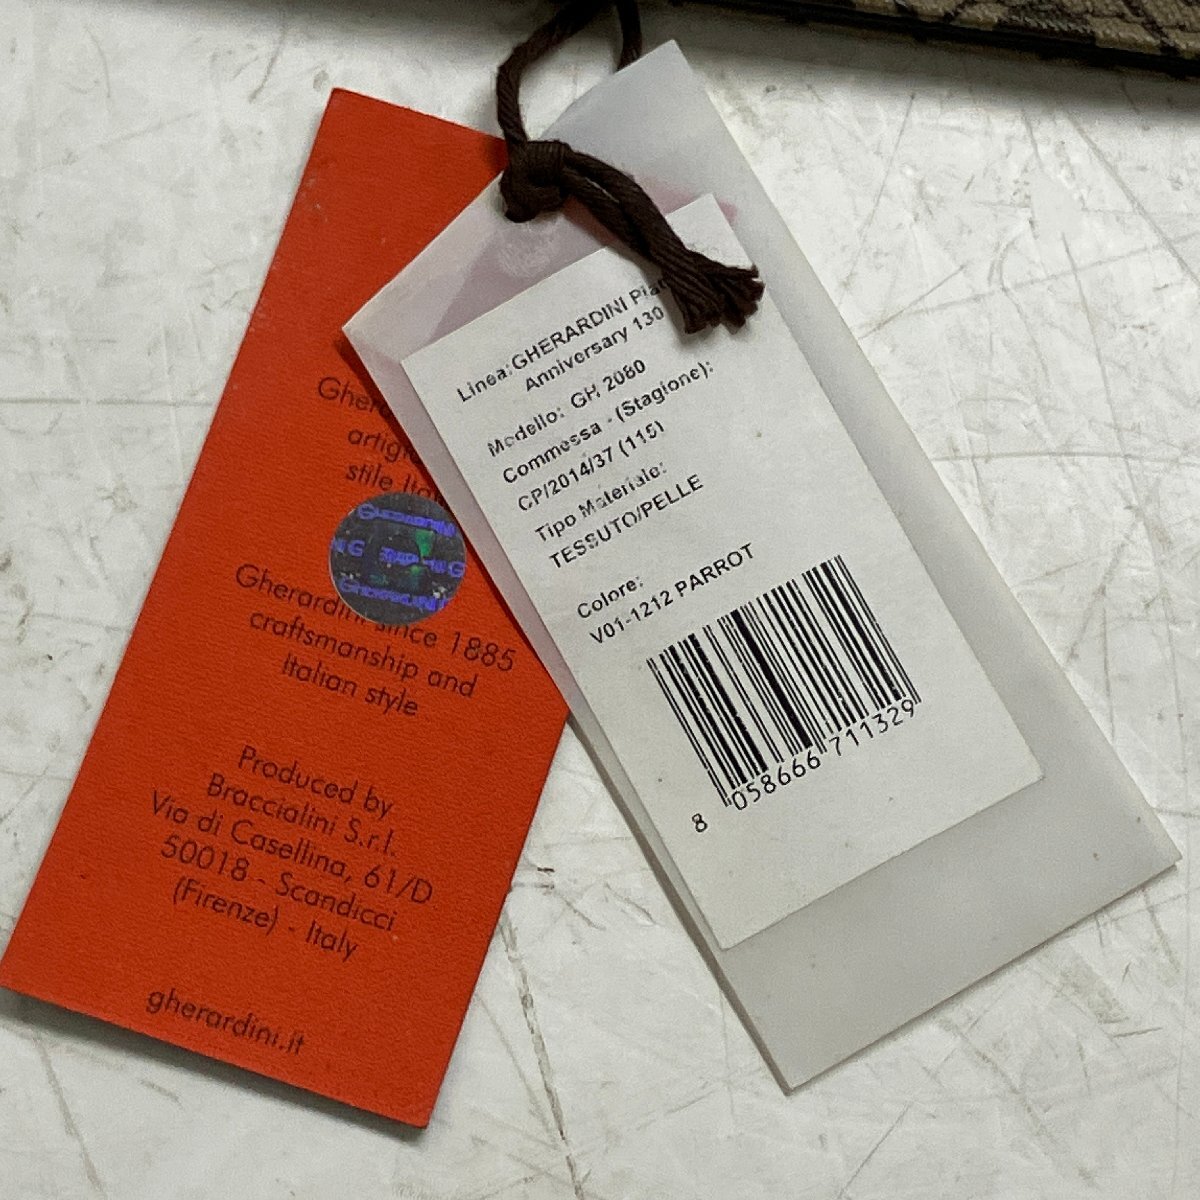 Gherardini since 1885
craftsmanship and
italian style
Produced by
Braccialini S.r.l.
Via di Casellina, 61/D
50018 - Scandicci
(Firenze) - Italy
gherardini.it
Linea: GHERARDINI
Anniversary 130
Modello: GH 2080
Commessa - (Stagione):
CP/2014/37 (115)
Tipo Materiale:
TESSUTO/PELLE
Colore:
V01-1212 PARROT
8 058666 711329